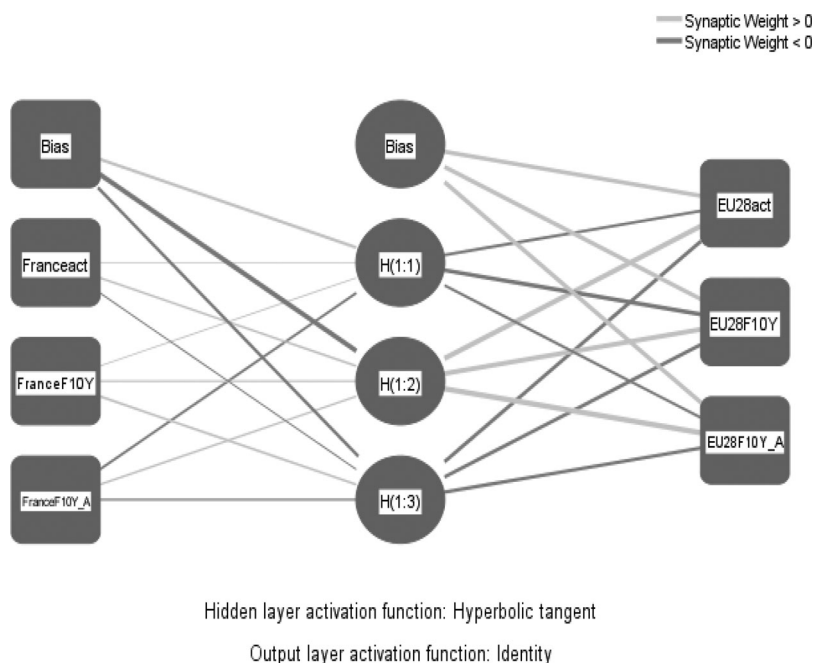 Synaptic Weight > 0
Synaptic Weight < 0
Bias
Franceact
FranceF10Y
FranceF10Y_A
Bias
H(1:1)
H(1:2)
H(1:3)
EU28act
EU28F10Y
EU28F10Y_A
Hidden layer activation function: Hyperbolic tangent
Output layer activation function: Identity